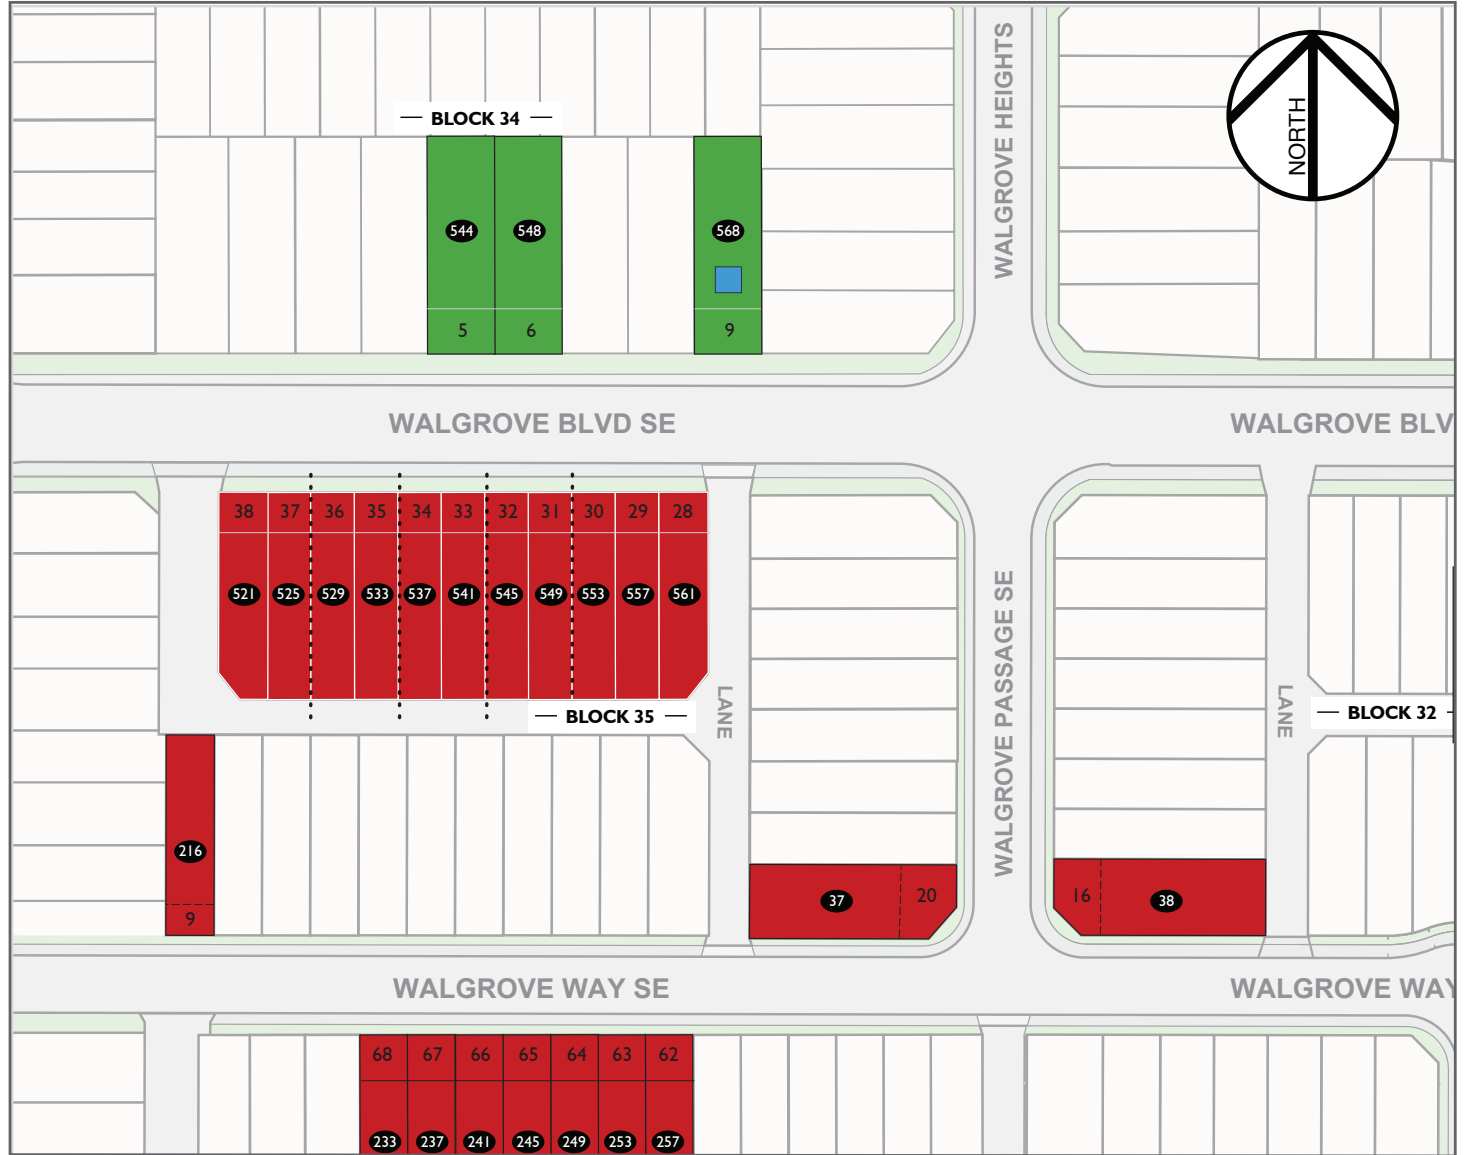 WALGROVE HEIGHTS
NORTH
— BLOCK 34 —
544 548 568
5 6 9
WALGROVE BLVD SE
WALGROVE BLV
38 37 36 35 34 33 32 31 30 29 28
521 525 529 533 537 541 545 549 553 557 561
WALGROVE PASSAGE SE
LANE
LANE
— BLOCK 35 —
— BLOCK 32 -
216
9
37 20
16 38
WALGROVE WAY SE
WALGROVE WAY
68 67 66 65 64 63 62
233 237 241 245 249 253 257